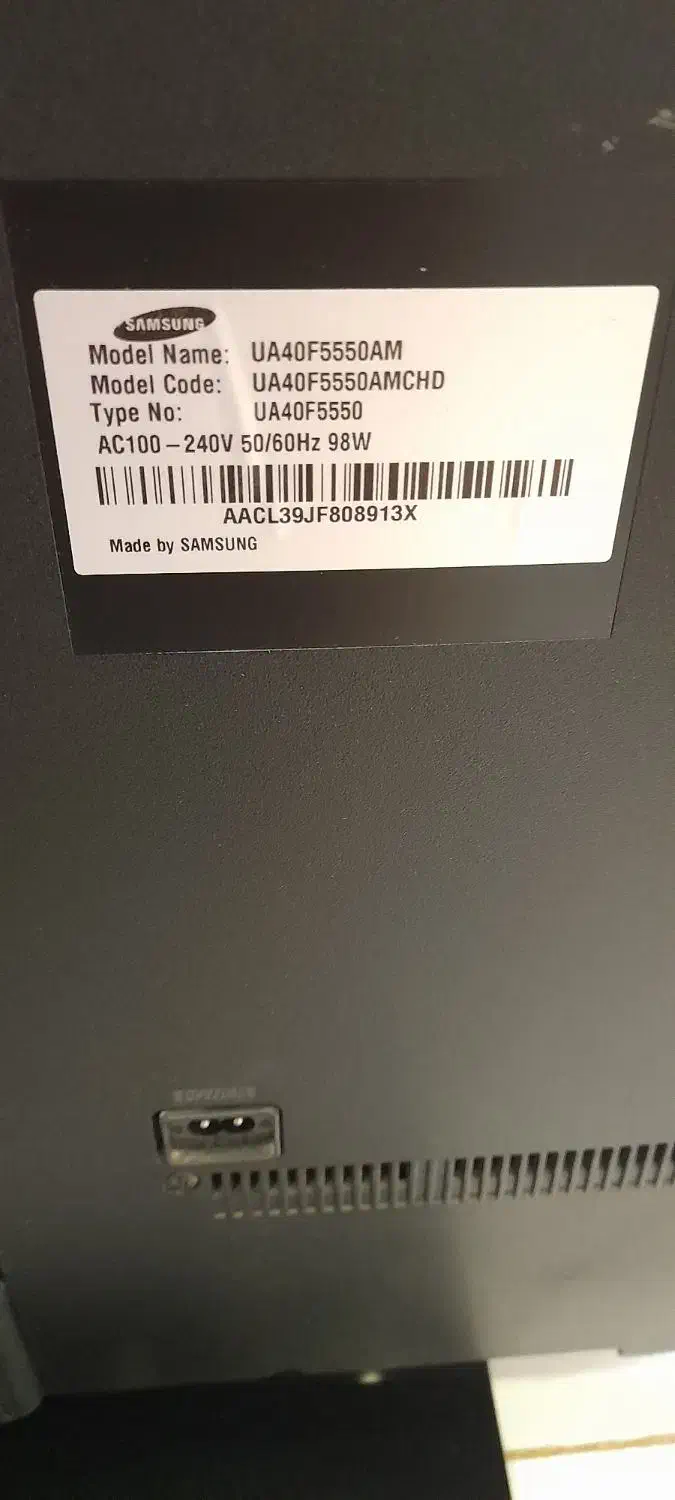 SAMSUNG
Model Name: UA40F5550AM
Model Code: UA40F5550AMCHD
Type No: UA40F5550
AC100-240V 50/60Hz 98W
AACL39JF808913X
Made by SAMSUNG